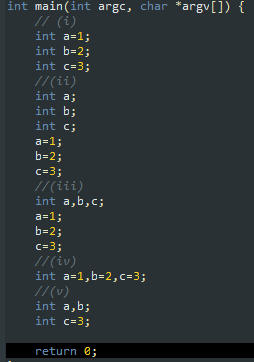 int main(int argc, char *argv[]) {
// (i)
int a=1;
int b=2;
int c=3;
//(ii)
int a;
int b;
int c;
a=1;
b=2;
c=3;
//(iii)
int a,b,c;
a=1;
b=2;
c=3;
//(iv)
int a=1,b=2,c=3;
//(v)
int a,b;
int c=3;
return 0;